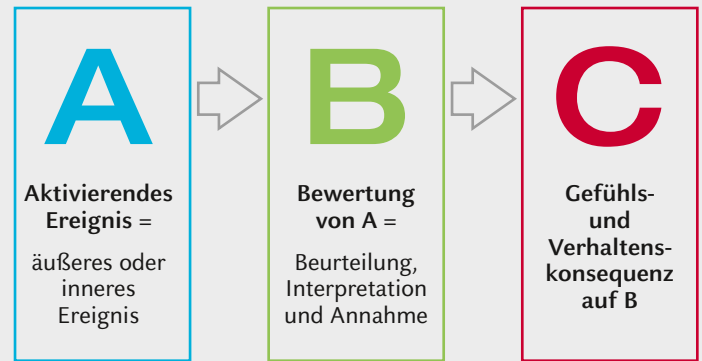 A
Aktivierendes
Ereignis =
äußeres oder
inneres
Ereignis
B
Bewertung
von A =
Beurteilung,
Interpretation
und Annahme
C
Gefühls-
und
Verhaltens-
konsequenz
auf B